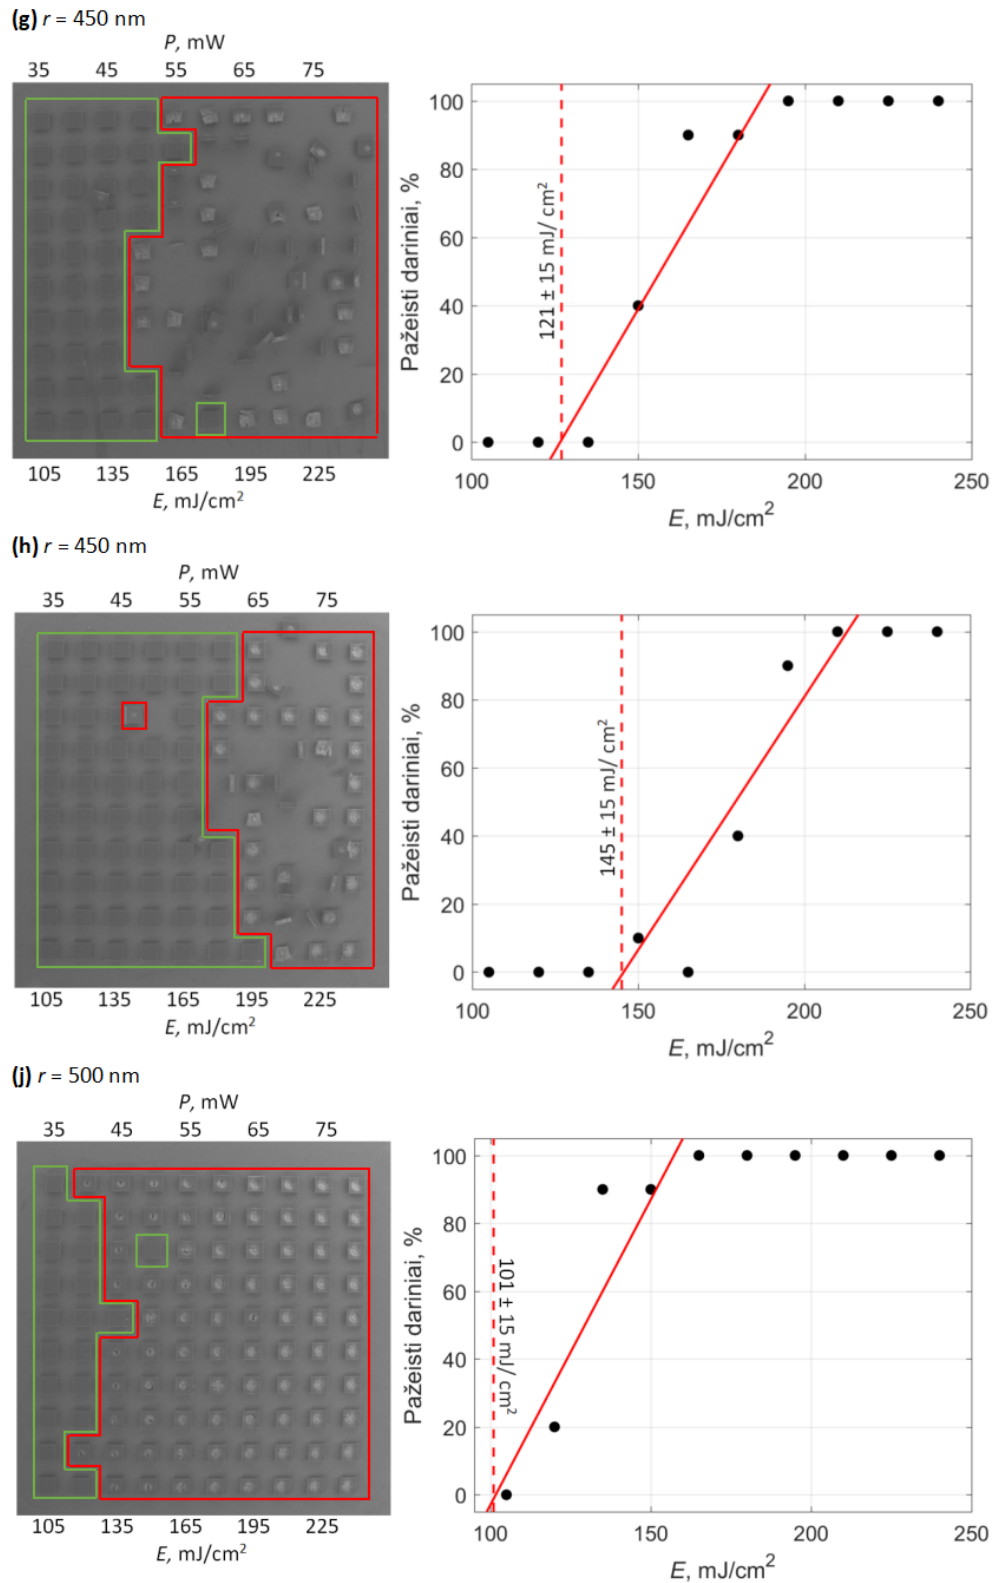 (g) r = 450 nm
P, mW
35 45 55 65 75
105 135 165 195 225
E, mJ/cm²
Pažeisti dariniai, %
100
80
60
40
20
0
121 ± 15 mJ/ cm²
100 150 200 250
E, mJ/cm²
(h) r = 450 nm
P, mW
35 45 55 65 75
105 135 165 195 225
E, mJ/cm²
Pažeisti dariniai, %
100
80
60
40
20
0
145 ± 15 mJ/ cm²
100 150 200 250
E, mJ/cm²
(j) r = 500 nm
P, mW
35 45 55 65 75
105 135 165 195 225
E, mJ/cm²
Pažeisti dariniai, %
100
80
60
40
20
0
101 ± 15 mJ/ cm²
100 150 200 250
E, mJ/cm²